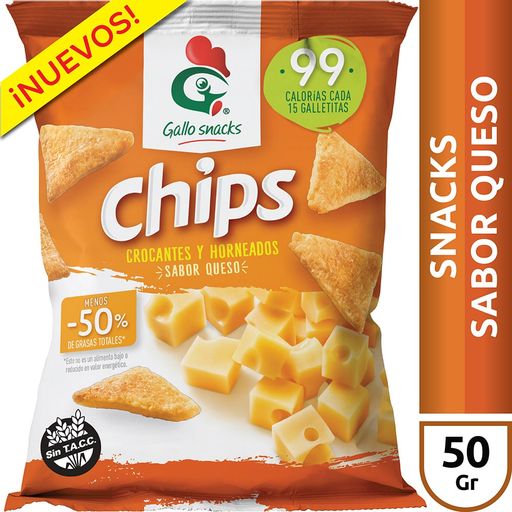 ¡NUEVOS!
99
CALORÍAS CADA
15 GALLETITAS
®
Gallo snacks
Chips
CROCANTES Y HORNEADOS
SABOR QUESO
MENOS
-50%
DE GRASAS TOTALES*
*Este no es un alimento bajo o
reducido en valor energético.
Sin T.A.C.C.
SNACKS
SABOR QUESO
50
Gr